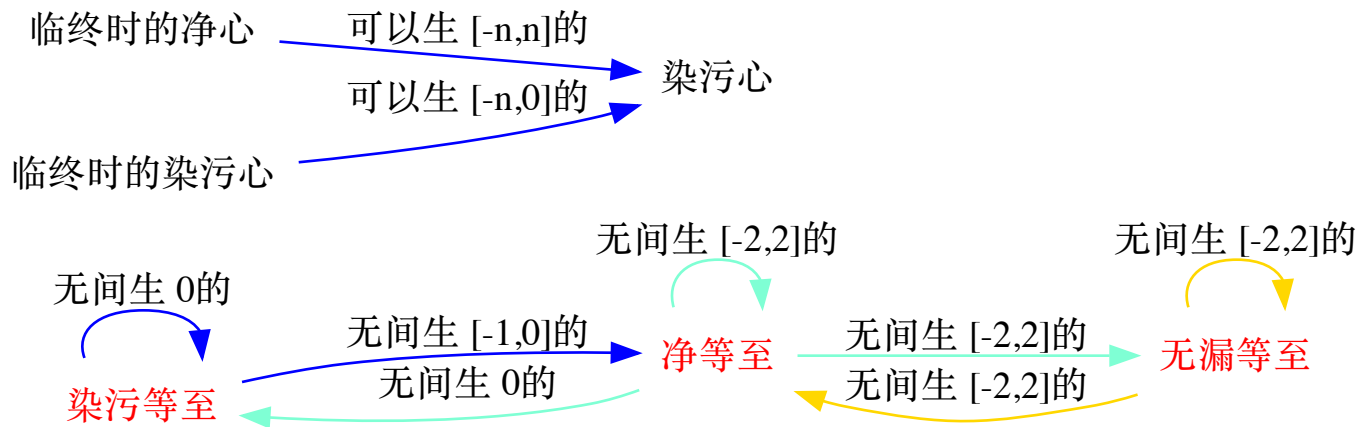 临终时的净心
可以生 [-n,n]的
染污心
可以生 [-n,0]的
临终时的染污心
无间生 [-2,2]的
无间生 [-2,2]的
无间生 0的
无间生 [-1,0]的
净等至
无间生 [-2,2]的
无漏等至
无间生 0的
无间生 [-2,2]的
染污等至